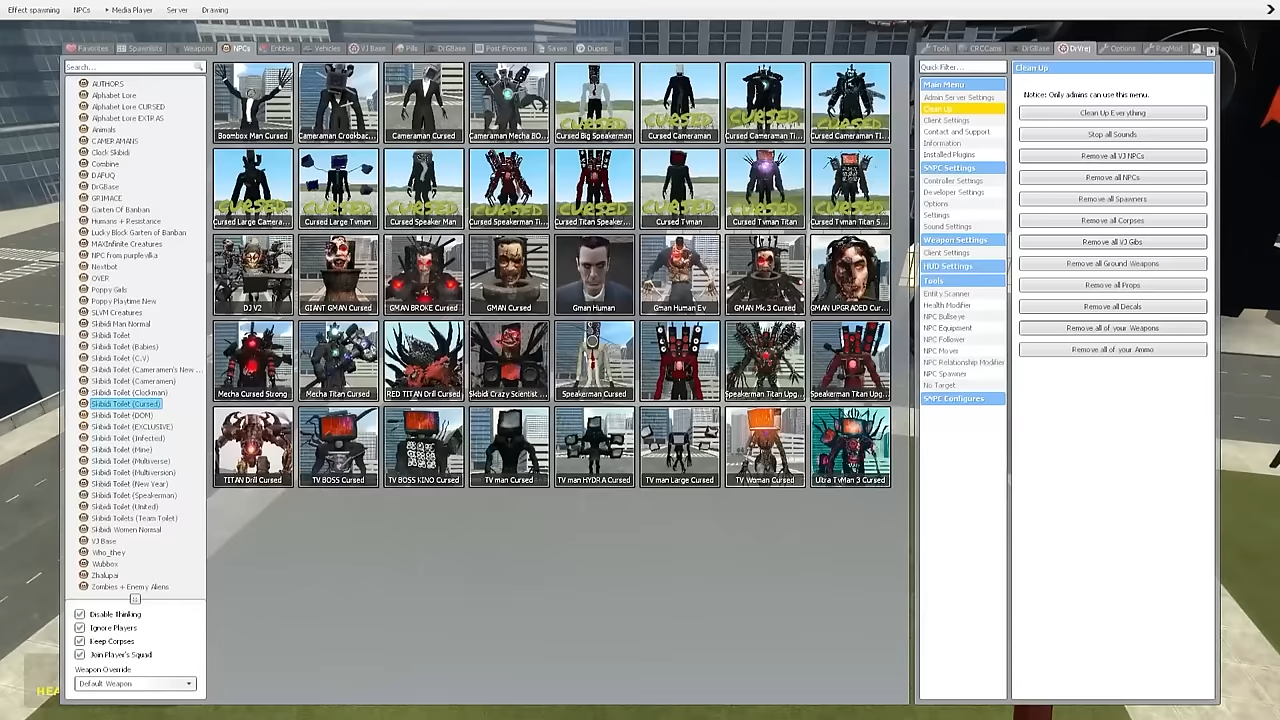 Effect spawning NPCs Media Player Server Drawing
Favorites Spawnlists Weapons NPCs Entities Vehicles VJ Base Pills DrGBase Post Process Saves Dupes
Search...
AUTHORS
Alphabet Lore
Alphabet Lore CURSED
Alphabet Lore EXTRAS
Animals
CAMERAMANS
Clock Skibidi
Combine
DAFUQ
DrGBase
GRIMACE
Garten Of Banban
Humans + Resistance
Lucky Block Garten of Banban
MAXInfinite Creatures
NPC from purplevilka
Nextbot
OVER
Poppy Girls
Poppy Playtime New
SLVM Creatures
Skibidi Man Normal
Skibidi Toilet
Skibidi Toilet (Babies)
Skibidi Toilet (C.V)
Skibidi Toilet (Cameramen's New ...
Skibidi Toilet (Cameramen)
Skibidi Toilet (Clockman)
Skibidi Toilet (Cursed)
Skibidi Toilet (DOM)
Skibidi Toilet (EXCLUSIVE)
Skibidi Toilet (Infected)
Skibidi Toilet (Mine)
Skibidi Toilet (Multiverse)
Skibidi Toilet (Multiversion)
Skibidi Toilet (New Year)
Skibidi Toilet (Speakerman)
Skibidi Toilet (United)
Skibidi Toilets (Team Toilet)
Skibidi Women Normal
VJ Base
Who_they
Wubbox
Zhalupai
Zombies + Enemy Aliens
Disable Thinking
Ignore Players
Keep Corpses
Join Player's Squad
Weapon Override
Default Weapon
Boombox Man Cursed Cameraman Crookbac... Cameraman Cursed Cameraman Mecha BO... Cursed Big Speakerman Cursed Cameraman Cursed Cameraman Ti... Cursed Cameraman TI...
Cursed Large Camera... Cursed Large Tvman Cursed Speaker Man Cursed Speakerman Ti... Cursed Titan Speaker... Cursed Tvman Cursed Tvman Titan Cursed Tvman Titan S...
DJ V2 GIANT GMAN Cursed GMAN BROKE Cursed GMAN Cursed Gman Human Gman Human Ev GMAN Mk.3 Cursed GMAN UPGRADED Cur...
Mecha Cursed Strong Mecha Titan Cursed RED TITAN Drill Cursed Skibidi Crazy Scientist ... Speakerman Cursed Speakerman Titan Cursed Speakerman Titan Upg... Speakerman Titan Upg...
TITAN Drill Cursed TV BOSS Cursed TV BOSS KINO Cursed TV man Cursed TV man HYDRA Cursed TV man Large Cursed TV Woman Cursed Ultra TvMan 3 Cursed
Tools CRCCams DrGBase DrVrej Options RagMod
Quick Filter...
Main Menu
Admin Server Settings
Clean Up
Client Settings
Contact and Support
Information
Installed Plugins
SNPC Settings
Controller Settings
Developer Settings
Options
Settings
Sound Settings
Weapon Settings
Client Settings
HUD Settings
Tools
Entity Scanner
Health Modifier
NPC Bullseye
NPC Equipment
NPC Follower
NPC Mover
NPC Relationship Modifier
NPC Spawner
No Target
SNPC Configures
Clean Up
Notice: Only admins can use this menu.
Clean Up Everything
Stop all Sounds
Remove all VJ NPCs
Remove all NPCs
Remove all Spawners
Remove all Corpses
Remove all VJ Gibs
Remove all Ground Weapons
Remove all Props
Remove all Decals
Remove all of your Weapons
Remove all of your Ammo